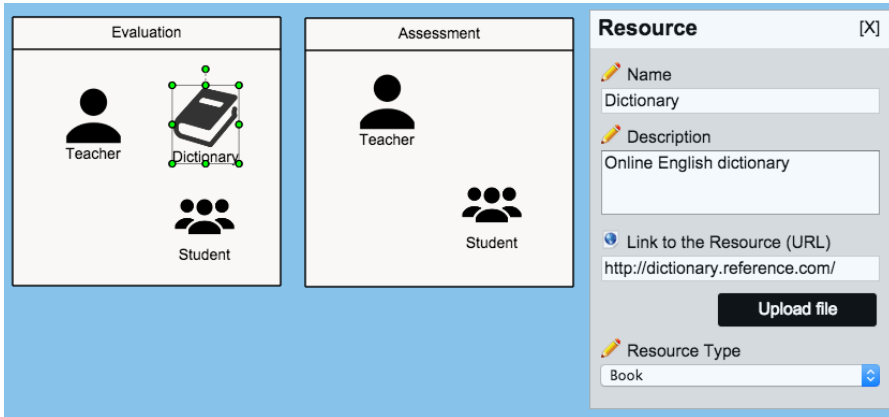 Evaluation
Teacher
Dictionary
Student
Assessment
Teacher
Student
Resource [X]
Name
Dictionary
Description
Online English dictionary
Link to the Resource (URL)
http://dictionary.reference.com/
Upload file
Resource Type
Book